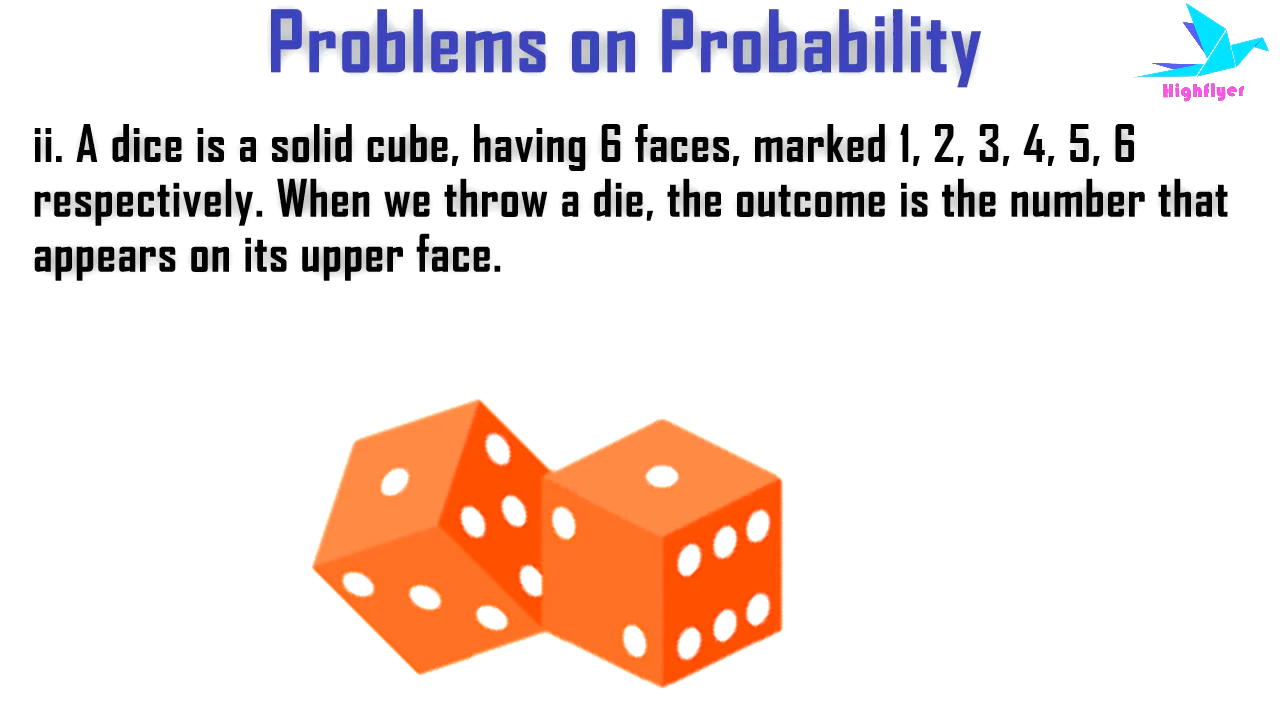 Problems on Probability
Highflyer
ii. A dice is a solid cube, having 6 faces, marked 1, 2, 3, 4, 5, 6
respectively. When we throw a die, the outcome is the number that
appears on its upper face.